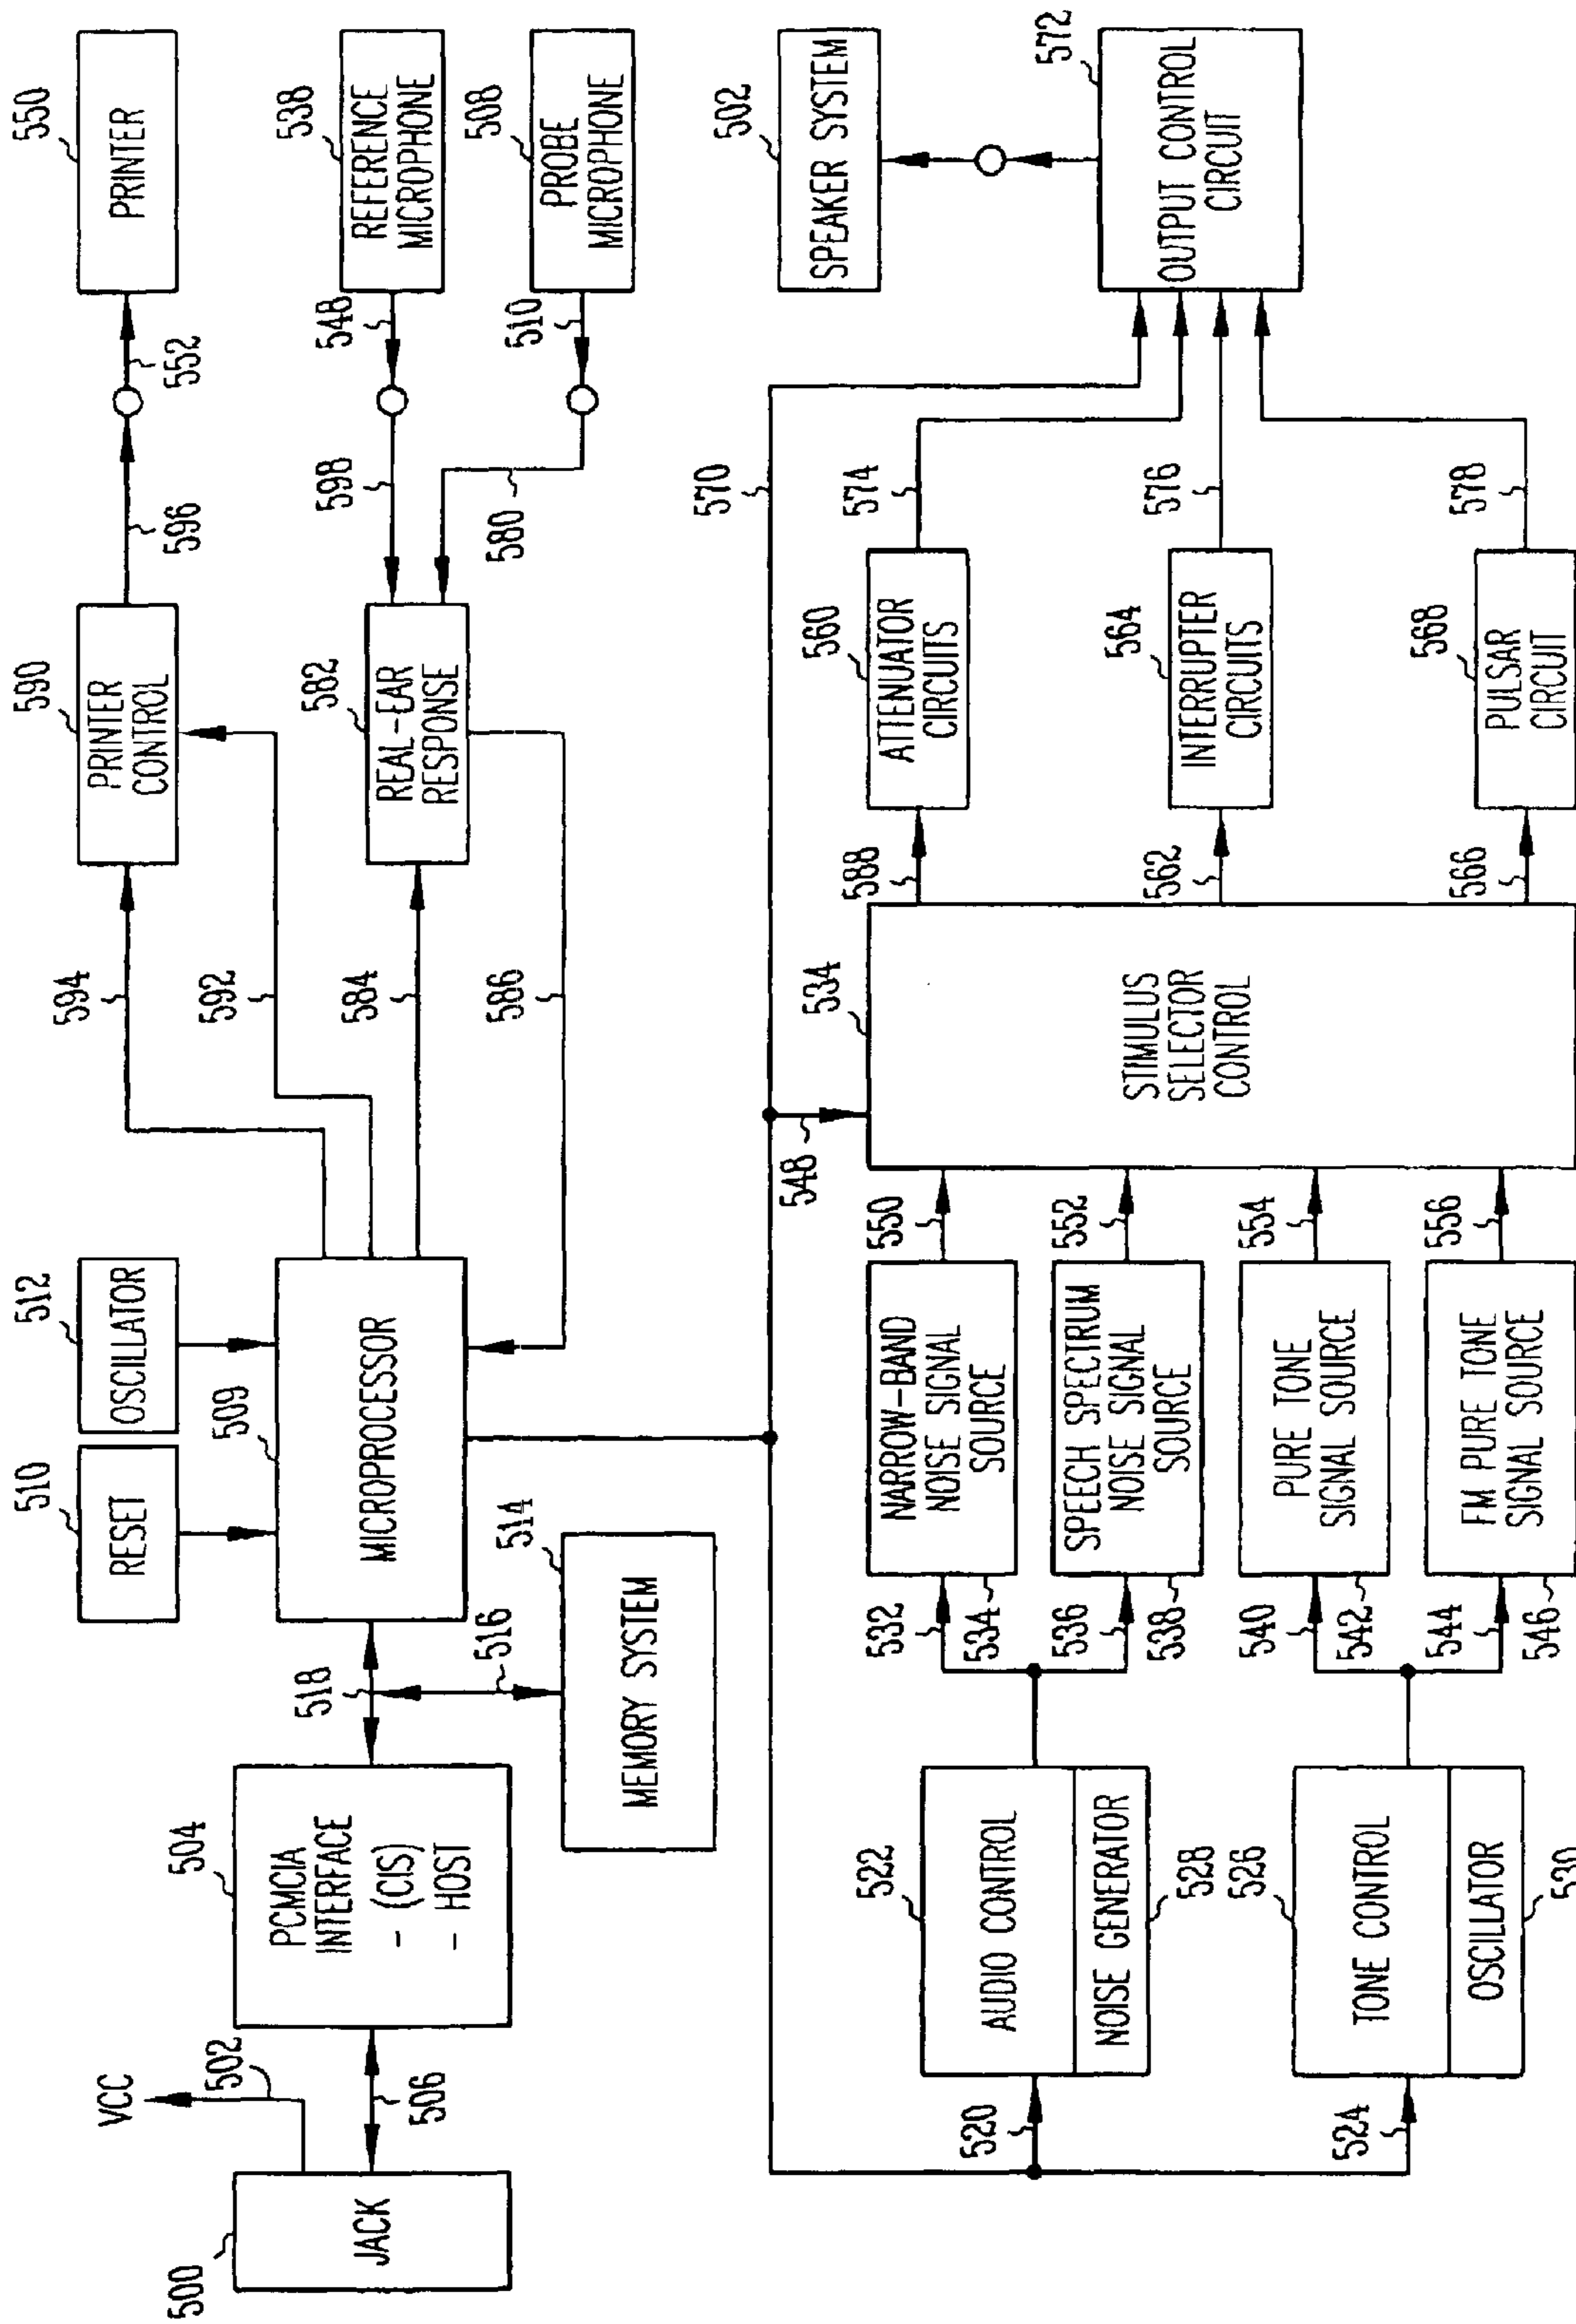 550
PRINTER
552
596
590
PRINTER
CONTROL
594
592
538
REFERENCE
MICROPHONE
548
598
508
PROBE
MICROPHONE
510
580
582
REAL-EAR
RESPONSE
584
586
512
OSCILLATOR
510
RESET
509
MICROPROCESSOR
518
516
514
MEMORY SYSTEM
504
PCMCIA
INTERFACE
- (CIS)
- HOST
VCC
502
506
500
JACK
502
SPEAKER SYSTEM
572
OUTPUT CONTROL
CIRCUIT
570
574
576
578
560
ATTENUATOR
CIRCUITS
564
INTERRUPTER
CIRCUITS
568
PULSAR
CIRCUIT
588
562
566
534
STIMULUS
SELECTOR
CONTROL
548
550
552
554
556
NARROW-BAND
NOISE SIGNAL
SOURCE
SPEECH SPECTRUM
NOISE SIGNAL
SOURCE
PURE TONE
SIGNAL SOURCE
FM PURE TONE
SIGNAL SOURCE
532
534
536
538
540
542
544
546
522
AUDIO CONTROL
NOISE GENERATOR
528
526
TONE CONTROL
OSCILLATOR
530
520
524